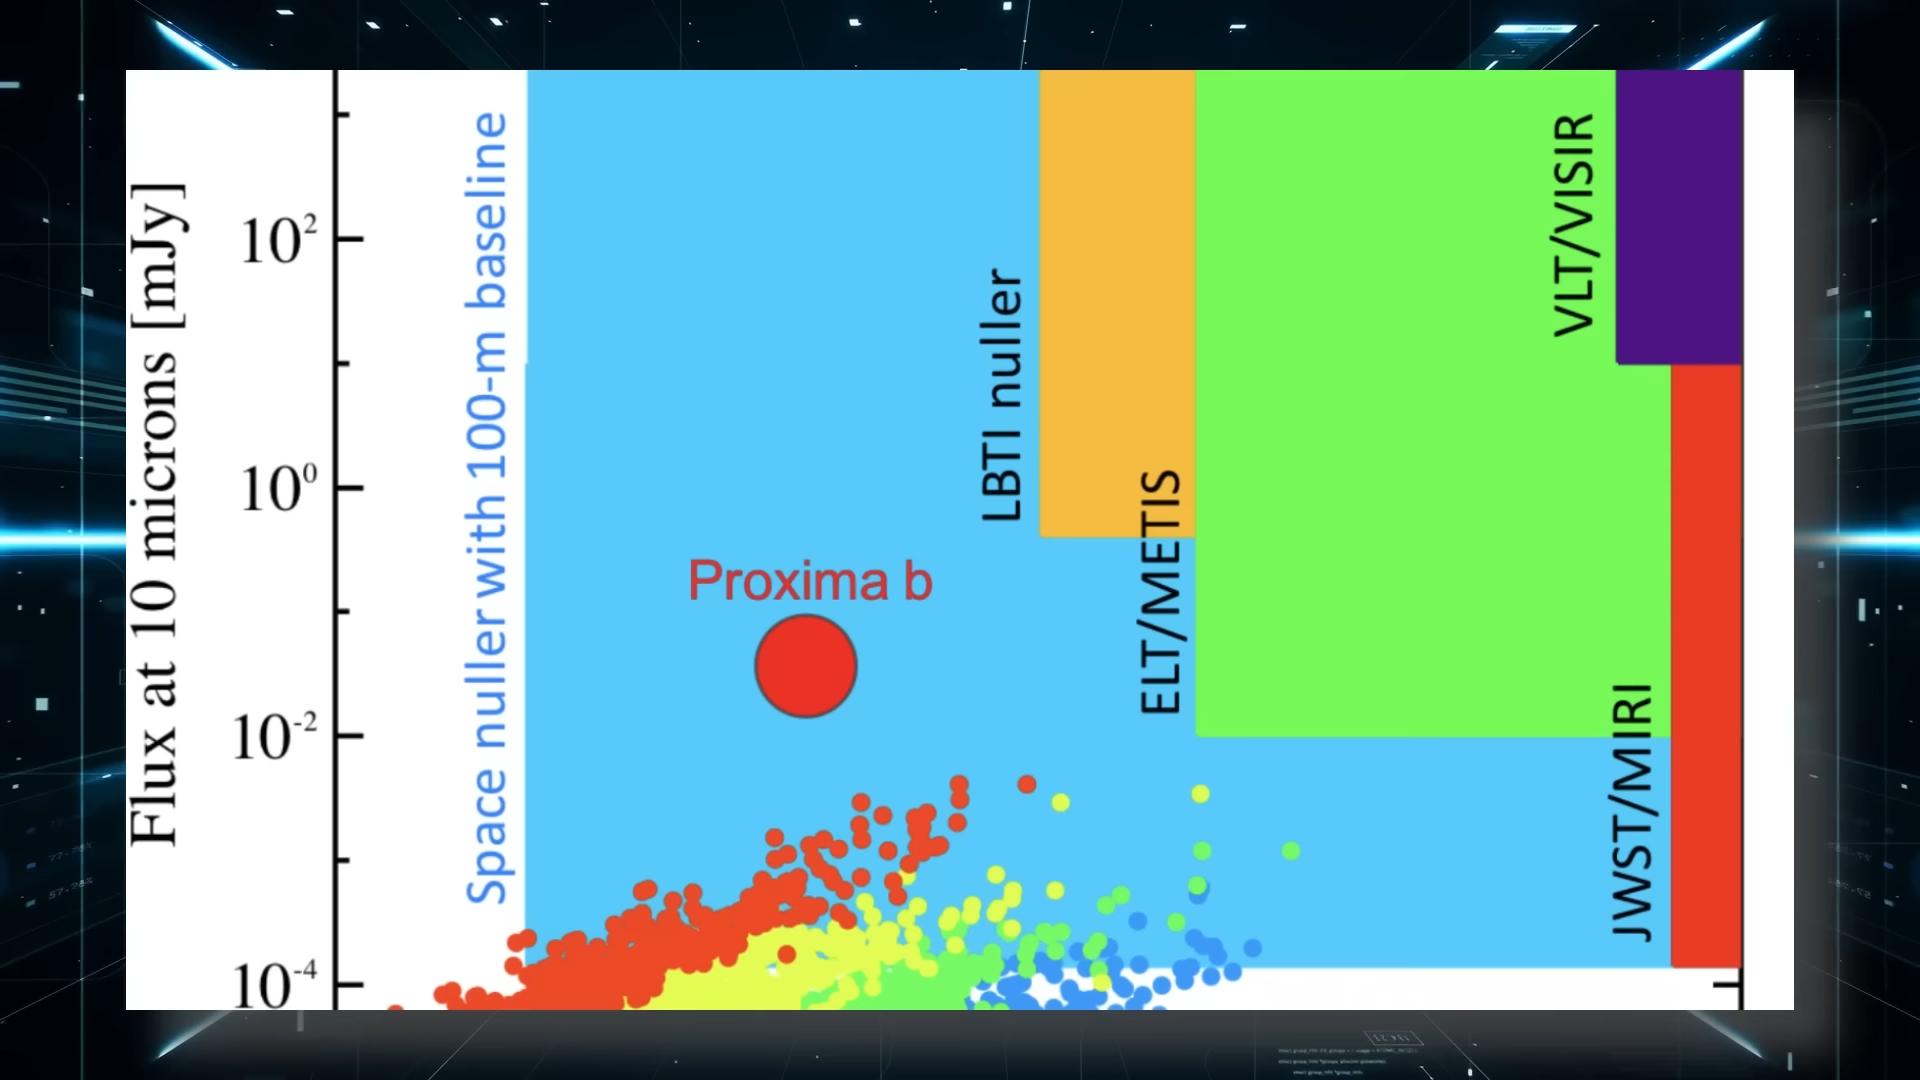 Flux at 10 microns [mJy]
10²
10⁰
10⁻²
10⁻⁴
Space nuller with 100-m baseline
Proxima b
LBTI nuller
ELT/METIS
VLT/VISIR
JWST/MIRI